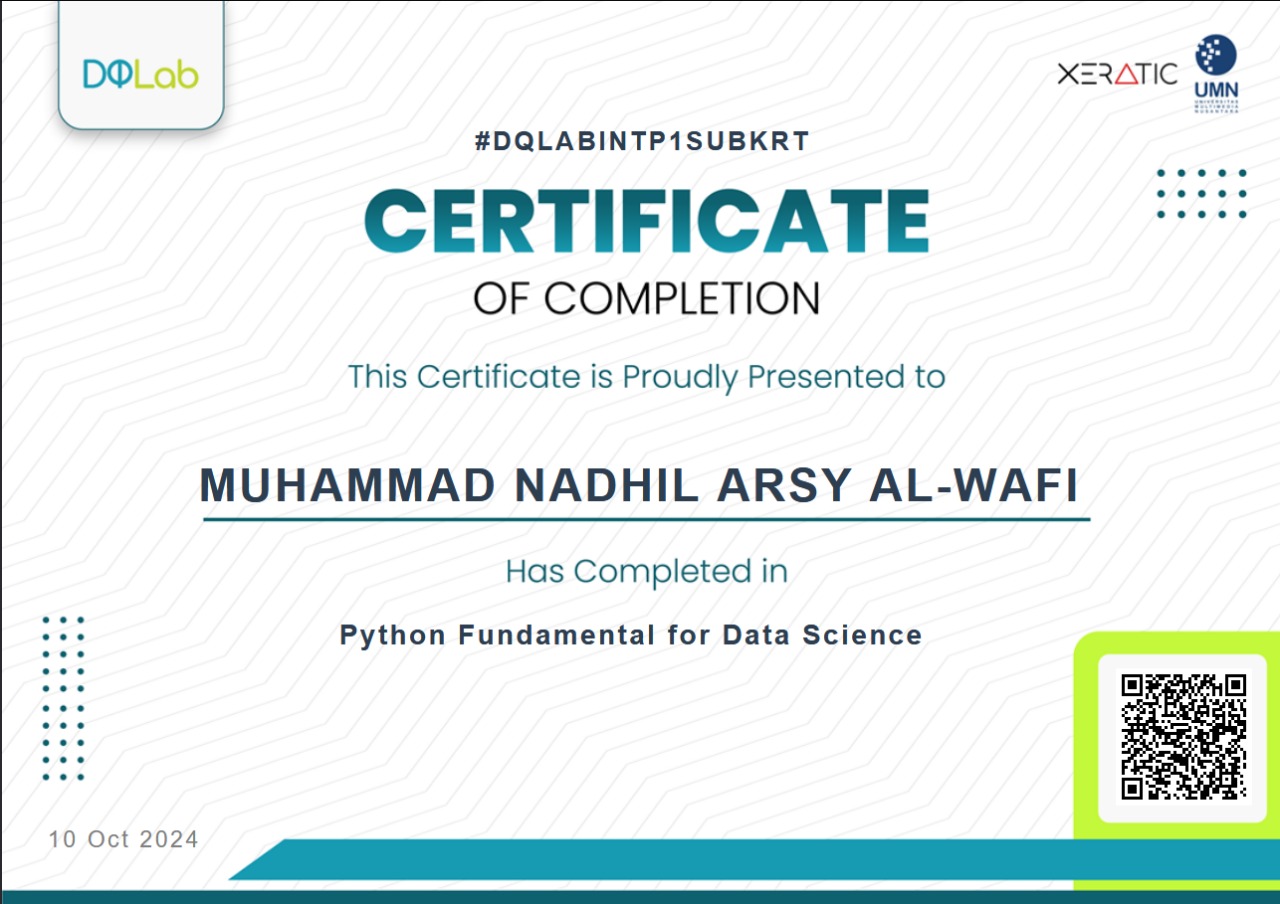 DQLab
XERATIC
UMN
UNIVERSITAS
MULTIMEDIA
NUSANTARA
#DQLABINTP1SUBKRT
CERTIFICATE
OF COMPLETION
This Certificate is Proudly Presented to
MUHAMMAD NADHIL ARSY AL-WAFI
Has Completed in
Python Fundamental for Data Science
10 Oct 2024